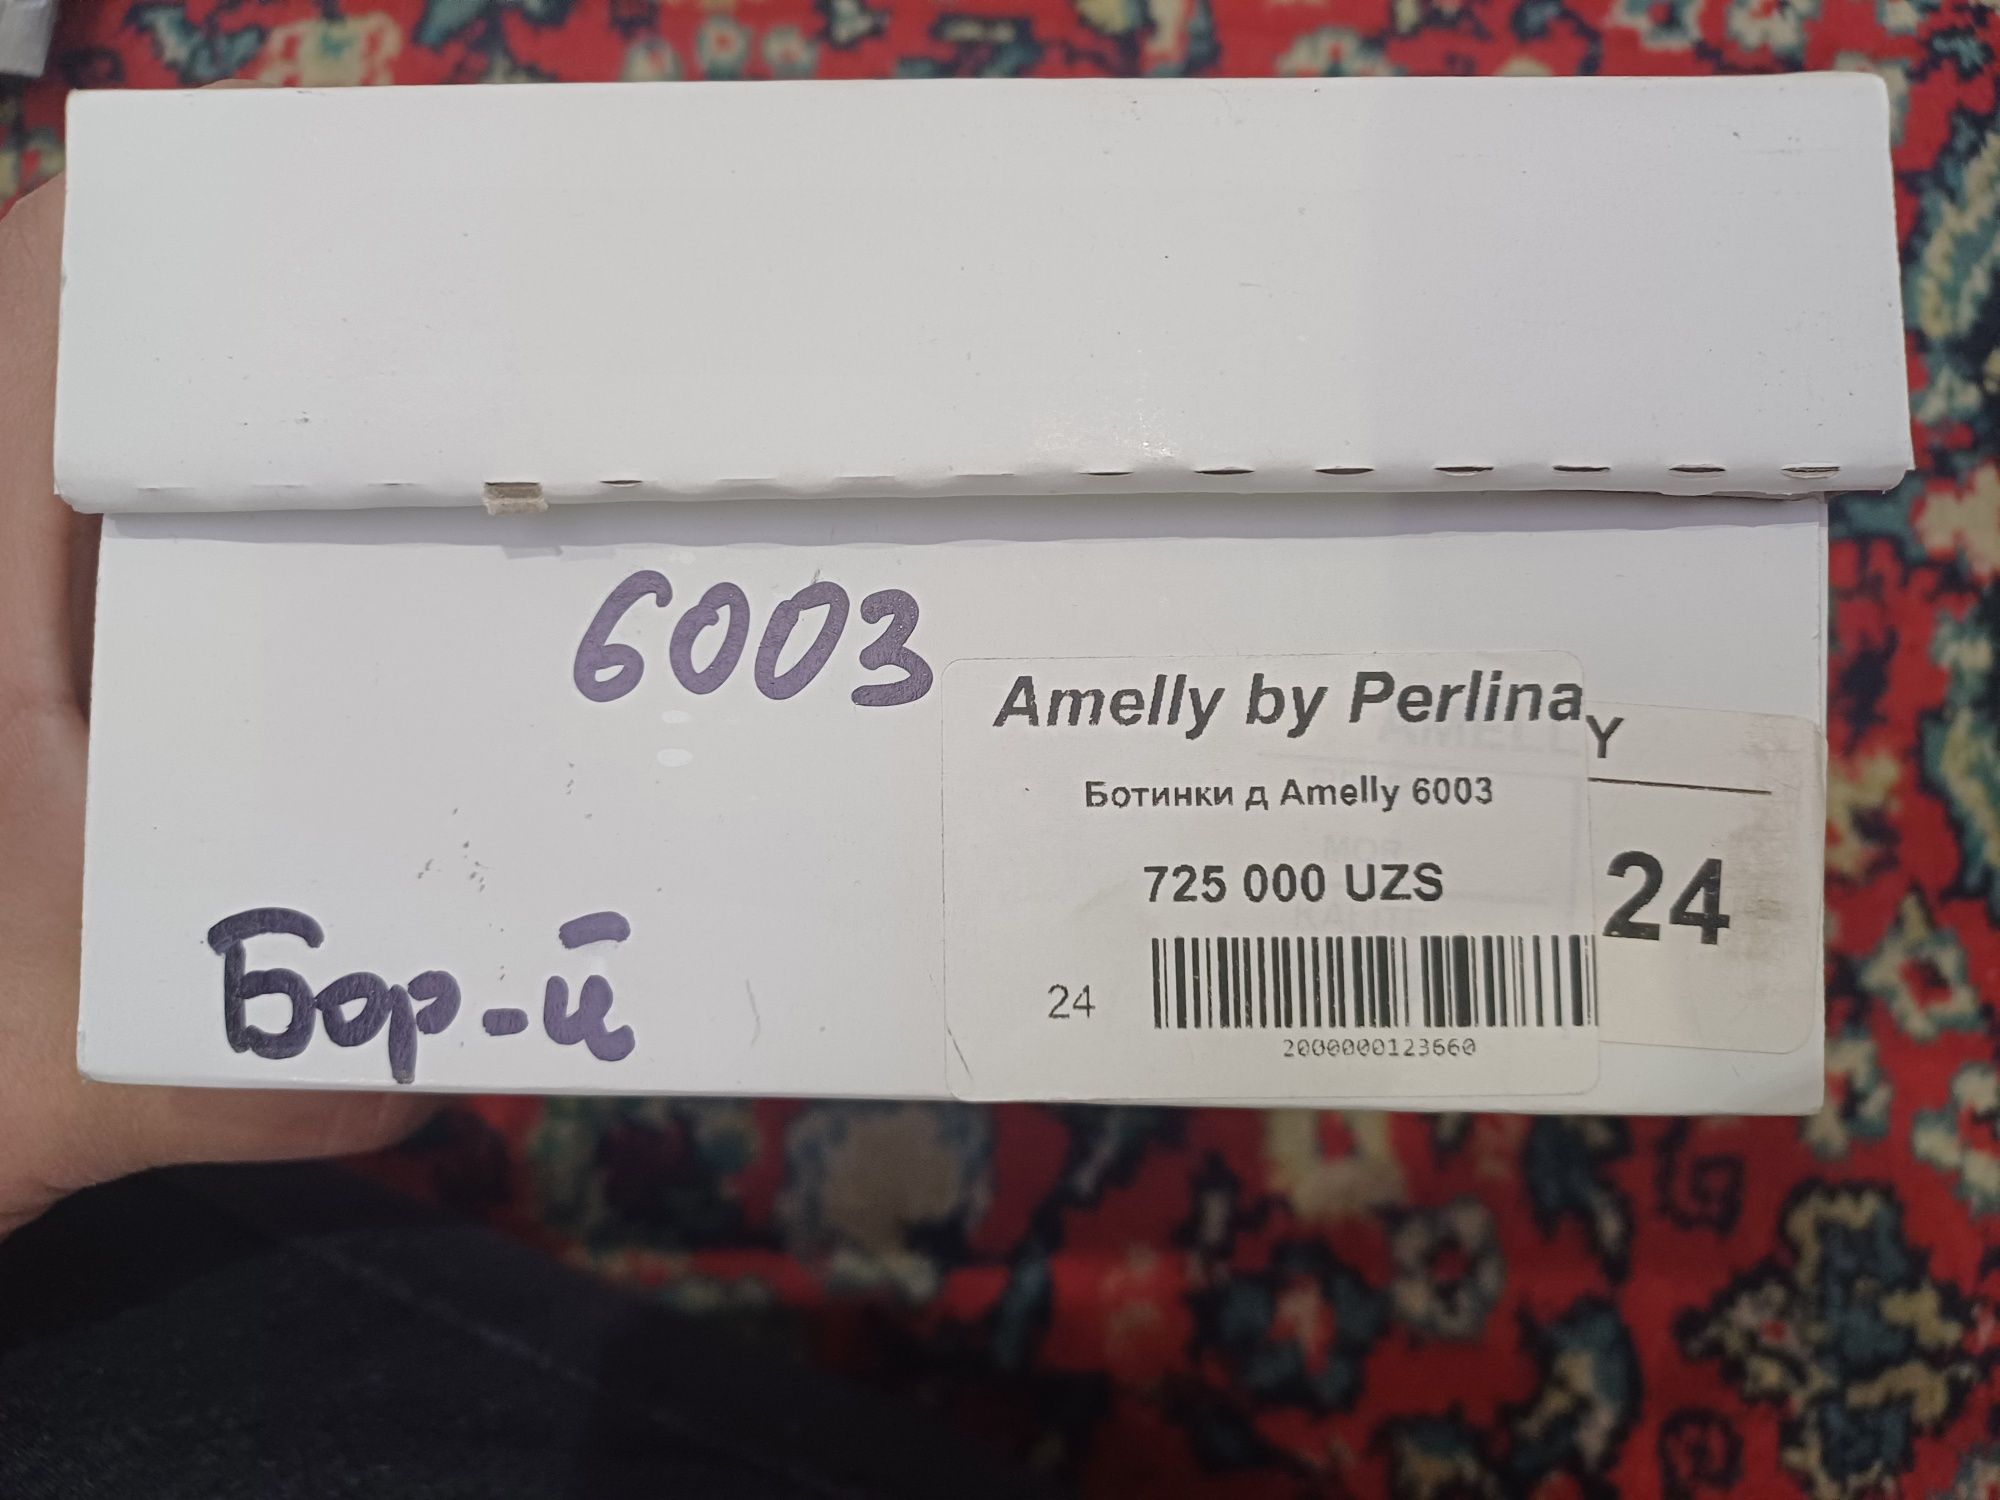 6003
Amelly by Perlina
Y
Ботинки д Amelly 6003
725 000 UZS
24
Бор-й
24
2000000123660